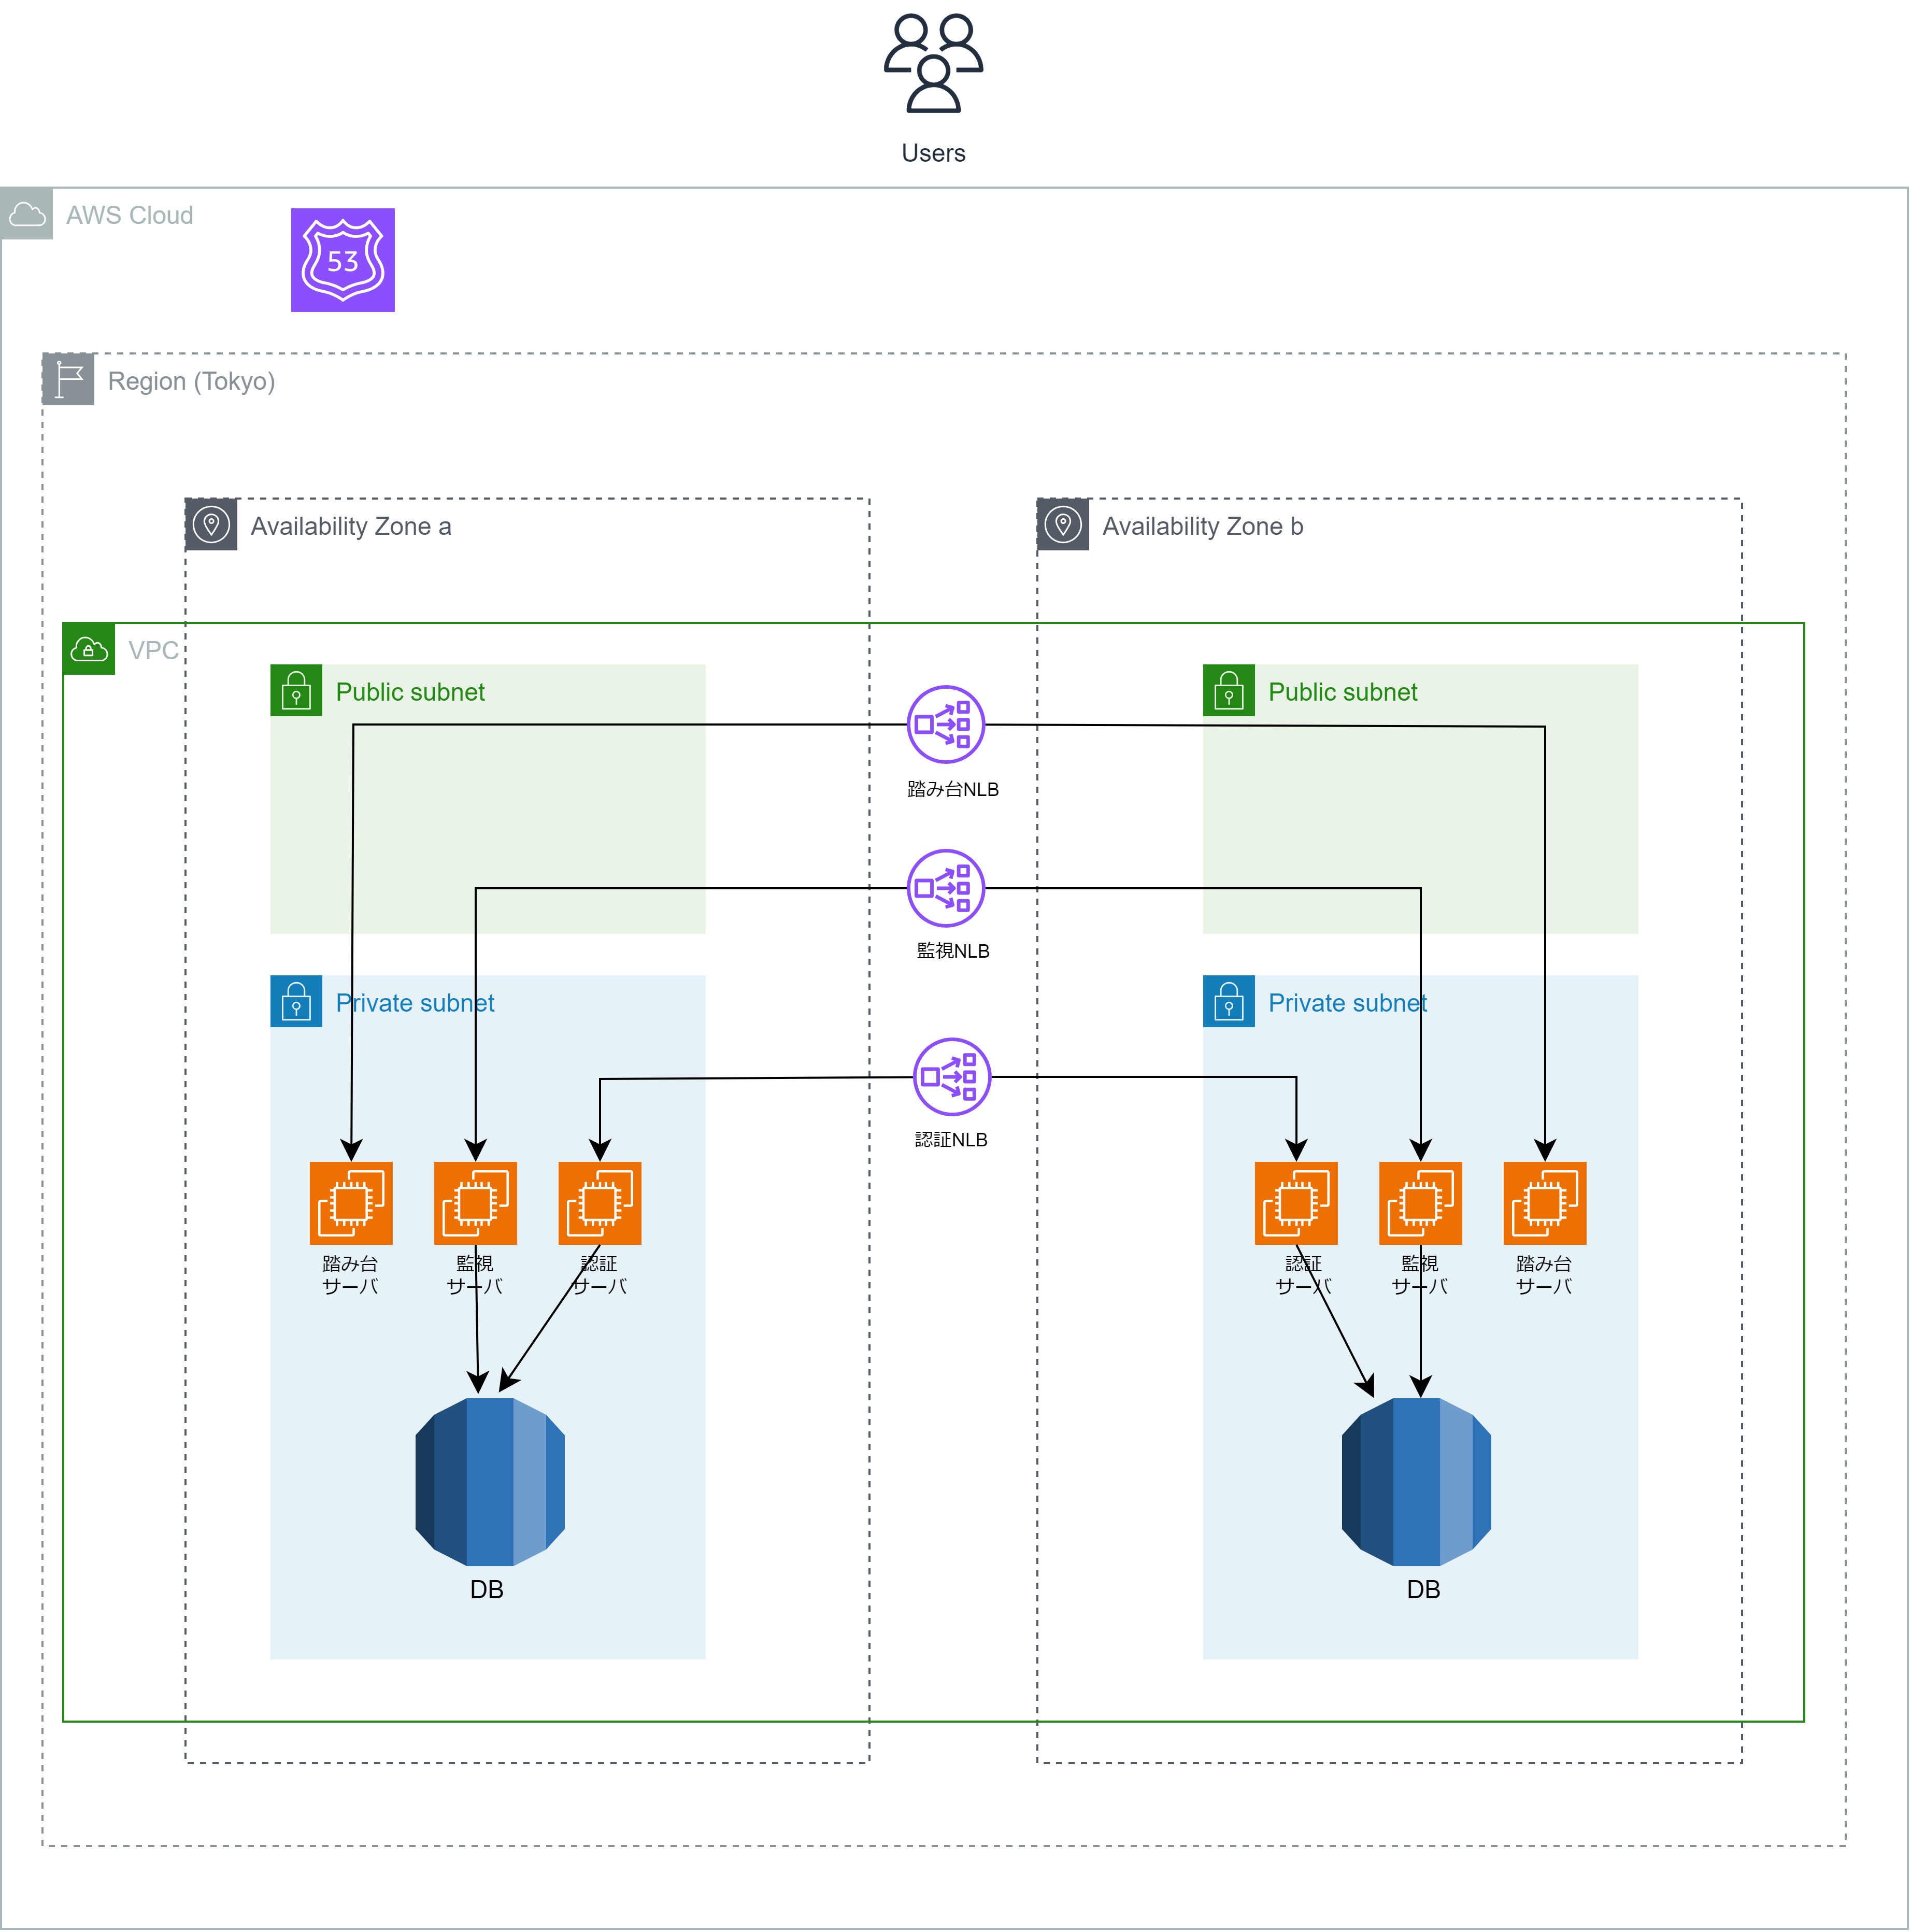 Users
AWS Cloud
53
Region (Tokyo)
Availability Zone a
Availability Zone b
VPC
Public subnet
Public subnet
踏み台NLB
監視NLB
Private subnet
Private subnet
認証NLB
踏み台
サーバ
監視
サーバ
認証
サーバ
認証
サーバ
監視
サーバ
踏み台
サーバ
DB
DB